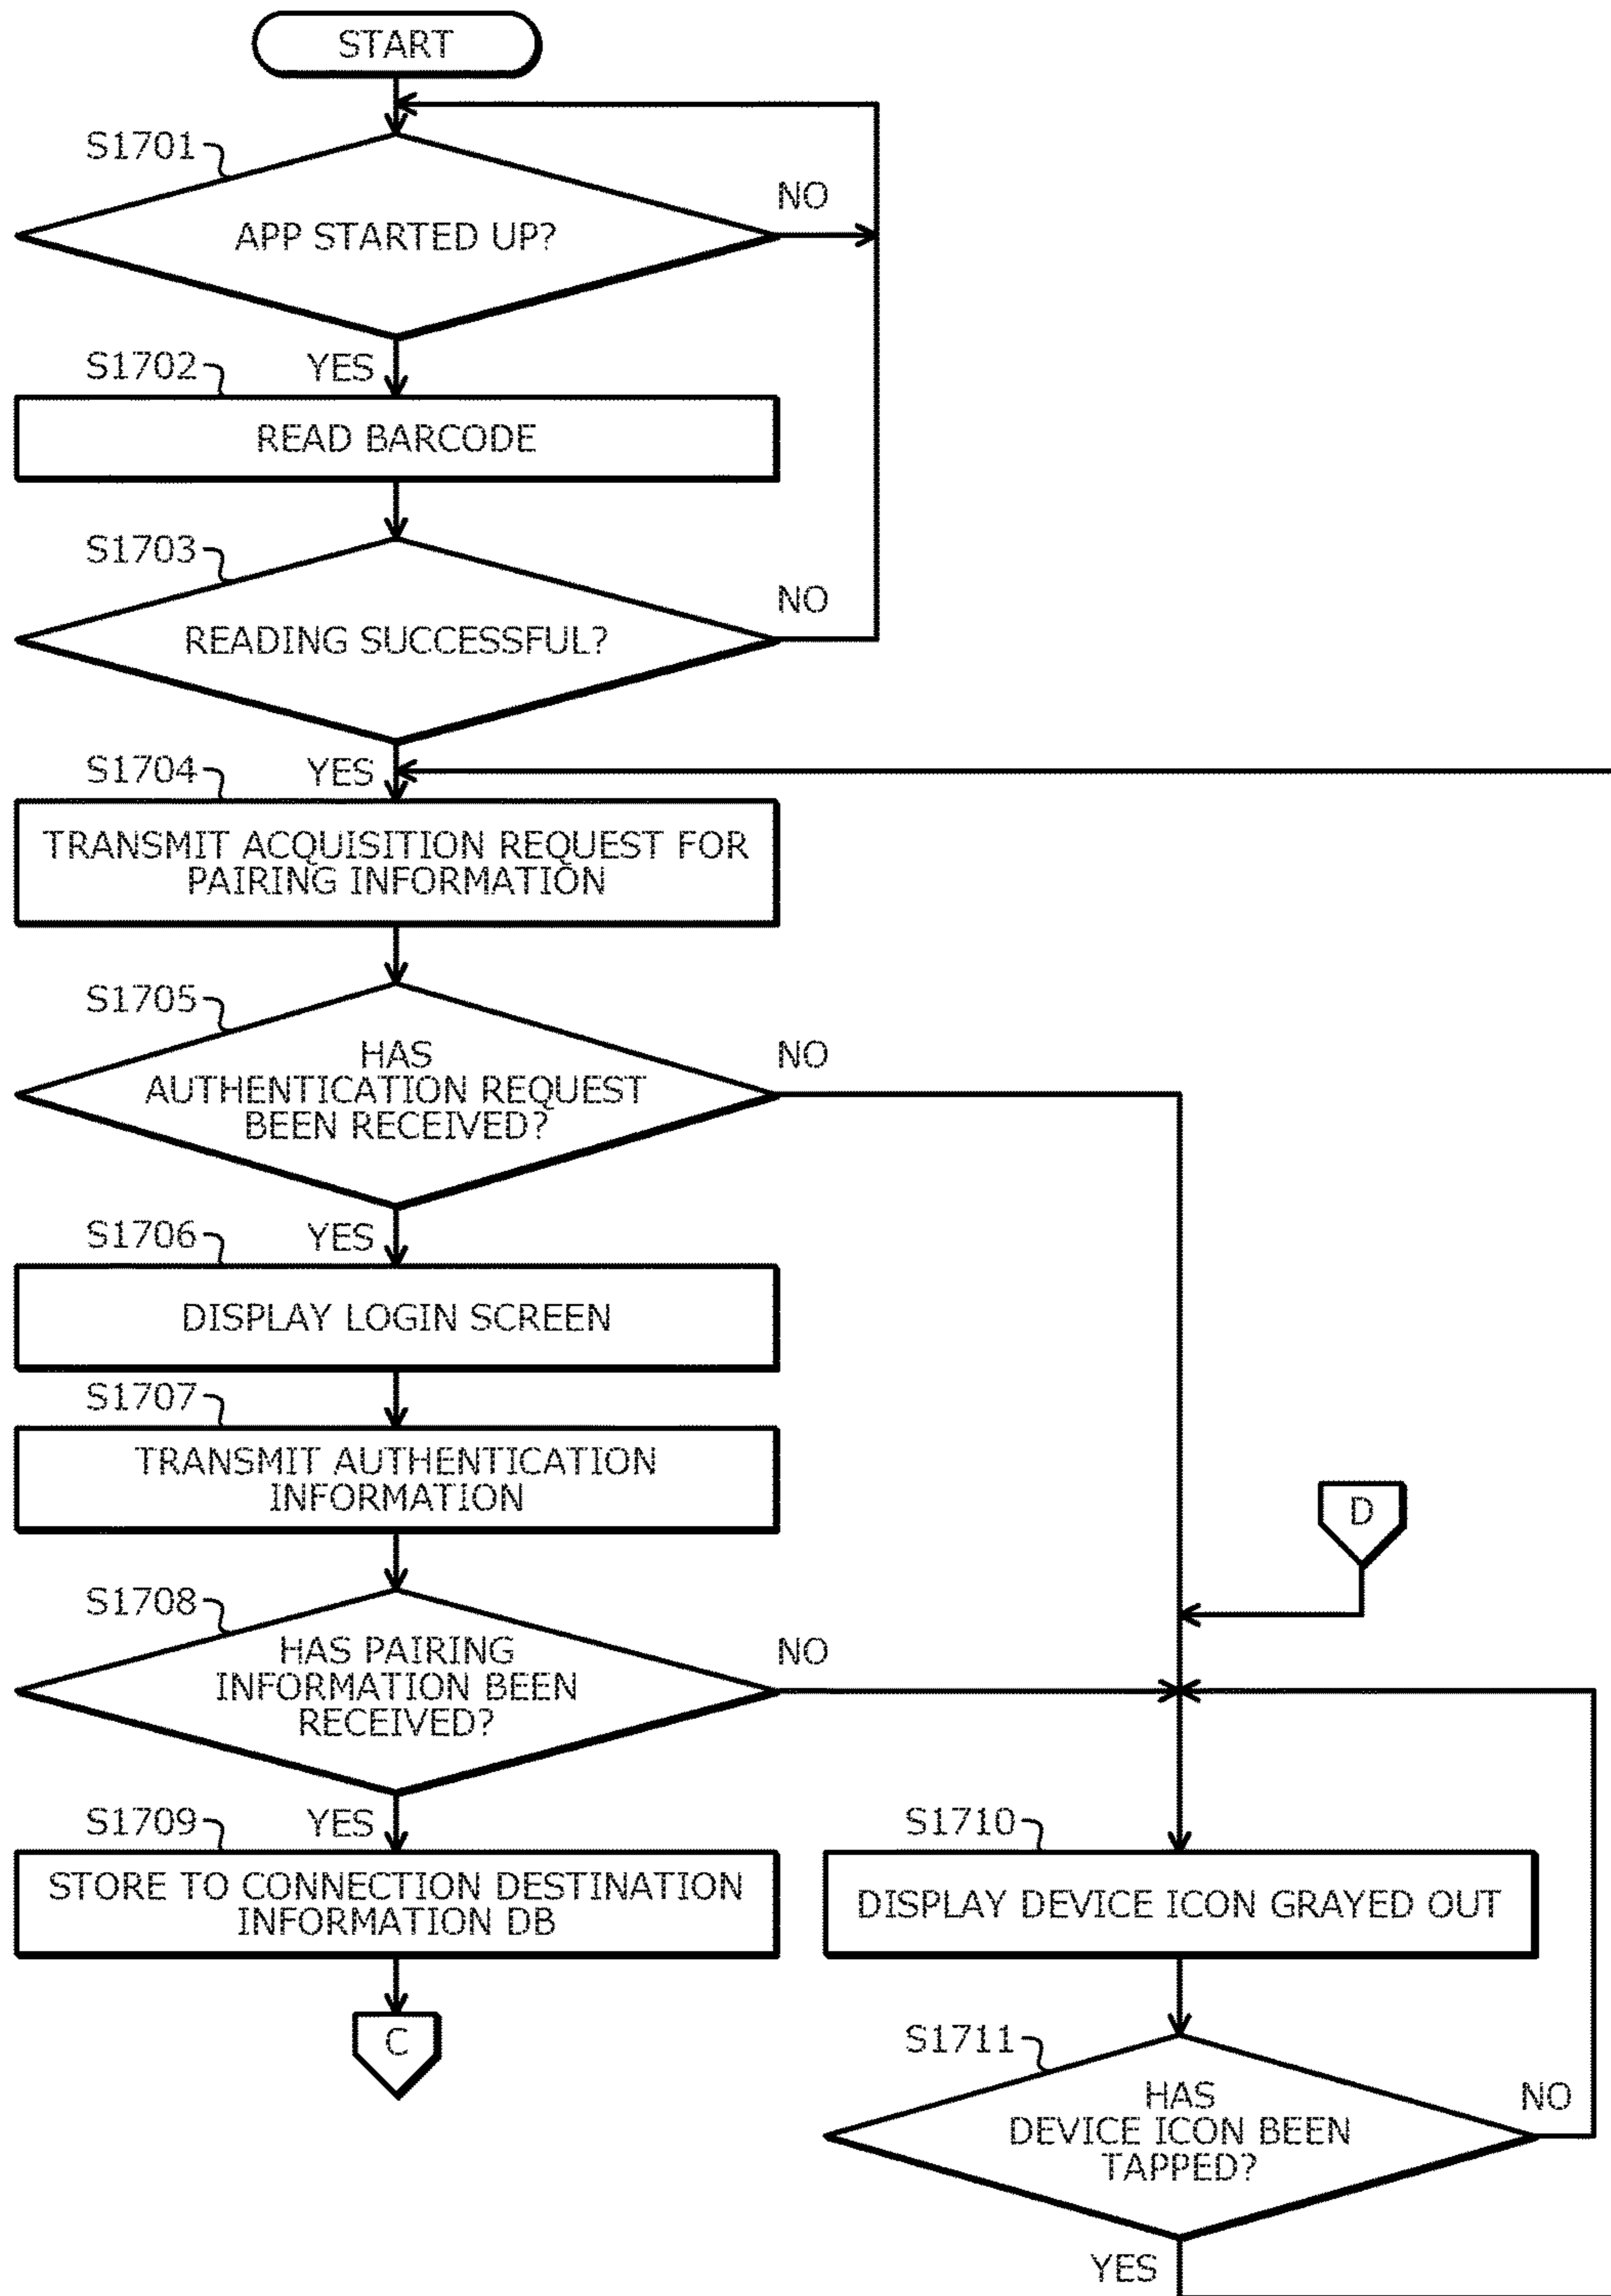 START
S1701
APP STARTED UP?
NO
S1702
YES
READ BARCODE
S1703
READING SUCCESSFUL?
NO
S1704
YES
TRANSMIT ACQUISITION REQUEST FOR
PAIRING INFORMATION
S1705
HAS
AUTHENTICATION REQUEST
BEEN RECEIVED?
NO
S1706
YES
DISPLAY LOGIN SCREEN
S1707
TRANSMIT AUTHENTICATION
INFORMATION
D
S1708
HAS PAIRING
INFORMATION BEEN
RECEIVED?
NO
S1709
YES
STORE TO CONNECTION DESTINATION
INFORMATION DB
C
S1710
DISPLAY DEVICE ICON GRAYED OUT
S1711
HAS
DEVICE ICON BEEN
TAPPED?
NO
YES